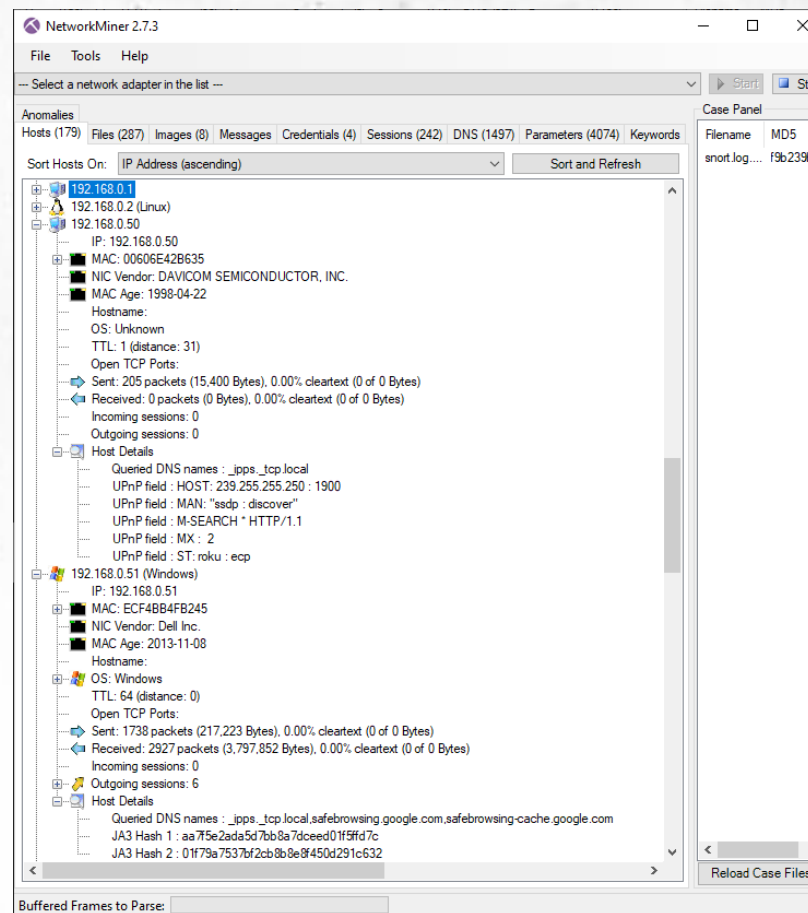 NetworkMiner 2.7.3
File Tools Help
--- Select a network adapter in the list ---
Start
Anomalies
Hosts (179) Files (287) Images (8) Messages Credentials (4) Sessions (242) DNS (1497) Parameters (4074) Keywords
Sort Hosts On: IP Address (ascending) Sort and Refresh
192.168.0.1
192.168.0.2 (Linux)
192.168.0.50
IP: 192.168.0.50
MAC: 00606E42B635
NIC Vendor: DAVICOM SEMICONDUCTOR, INC.
MAC Age: 1998-04-22
Hostname:
OS: Unknown
TTL: 1 (distance: 31)
Open TCP Ports:
Sent: 205 packets (15,400 Bytes), 0.00% cleartext (0 of 0 Bytes)
Received: 0 packets (0 Bytes), 0.00% cleartext (0 of 0 Bytes)
Incoming sessions: 0
Outgoing sessions: 0
Host Details
Queried DNS names : _ipps._tcp.local
UPnP field : HOST: 239.255.255.250 : 1900
UPnP field : MAN: "ssdp : discover"
UPnP field : M-SEARCH * HTTP/1.1
UPnP field : MX : 2
UPnP field : ST: roku : ecp
192.168.0.51 (Windows)
IP: 192.168.0.51
MAC: ECF4BB4FB245
NIC Vendor: Dell Inc.
MAC Age: 2013-11-08
Hostname:
OS: Windows
TTL: 64 (distance: 0)
Open TCP Ports:
Sent: 1738 packets (217,223 Bytes), 0.00% cleartext (0 of 0 Bytes)
Received: 2927 packets (3,797,852 Bytes), 0.00% cleartext (0 of 0 Bytes)
Incoming sessions: 0
Outgoing sessions: 6
Host Details
Queried DNS names : _ipps._tcp.local,safebrowsing.google.com,safebrowsing-cache.google.com
JA3 Hash 1 : aa7f5e2ada5d7bb8a7dceed01f5ffd7c
JA3 Hash 2 : 01f79a7537bf2cb8b8e8f450d291c632
Buffered Frames to Parse:
Case Panel
Filename MD5
snort.log.... f9b239
Reload Case Files